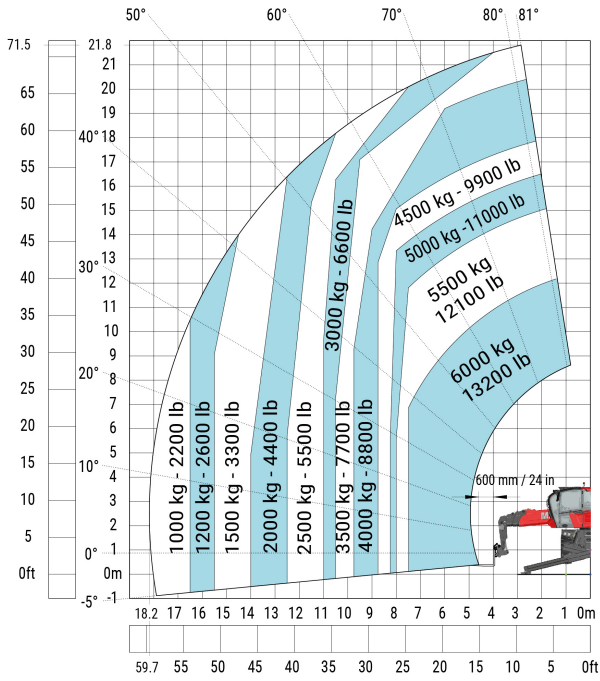 50° 60° 70° 80° 81°
71.5 21.8
21
65 20
19
60 40° 18
17
55 16
50 15
14
45 30° 13
40 12
11
35 10
30 9
20° 8
25 7
20 6
5
15 10° 4
10 3
2
5 0° 1
0ft 0m
-5° -1
1000 kg - 2200 lb
1200 kg - 2600 lb
1500 kg - 3300 lb
2000 kg - 4400 lb
2500 kg - 5500 lb
3000 kg - 6600 lb
3500 kg - 7700 lb
4000 kg - 8800 lb
4500 kg - 9900 lb
5000 kg -11000 lb
5500 kg
12100 lb
6000 kg
13200 lb
600 mm / 24 in
18.2 17 16 15 14 13 12 11 10 9 8 7 6 5 4 3 2 1 0m
59.7 55 50 45 40 35 30 25 20 15 10 5 0ft